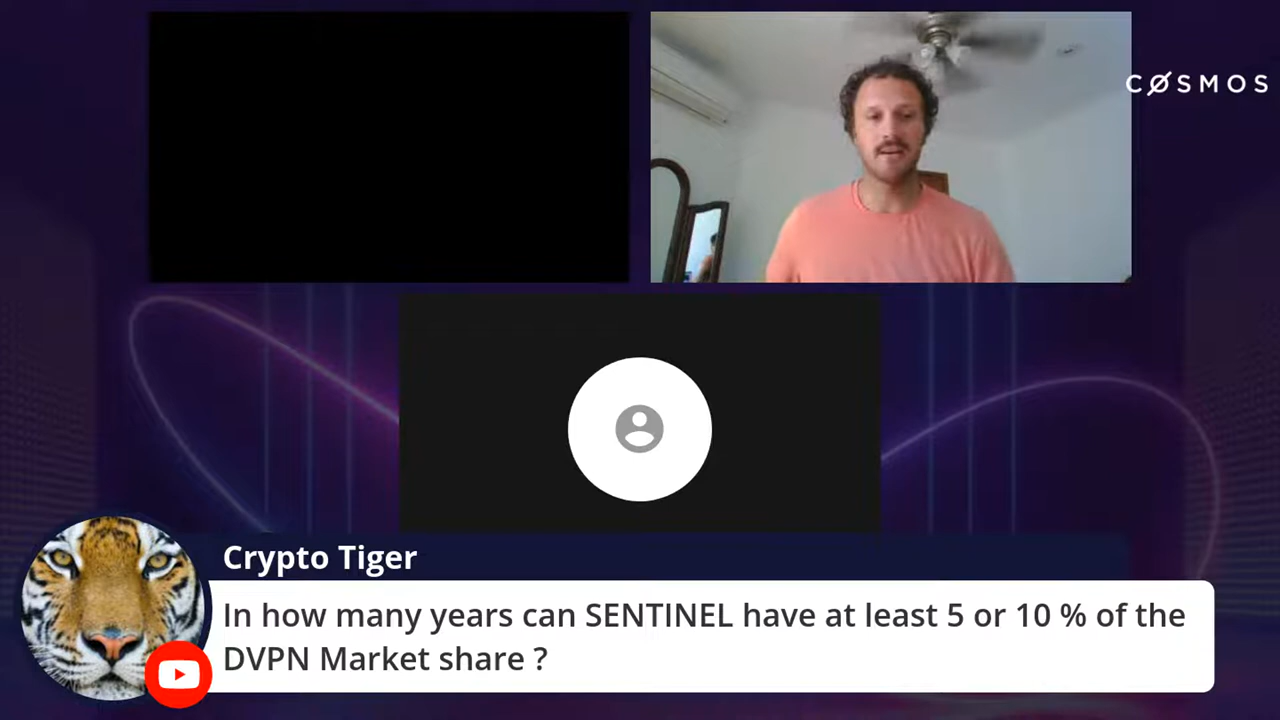 CØSMOS
Crypto Tiger
In how many years can SENTINEL have at least 5 or 10 % of the
DVPN Market share ?